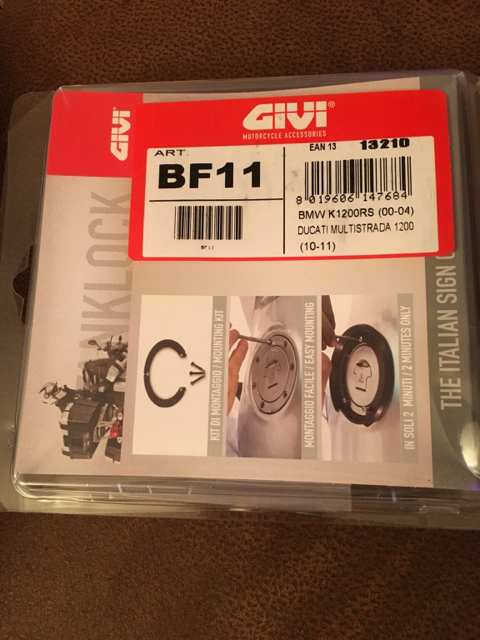 GIVI
GIVI®
MOTORCYCLE ACCESSORIES
ART.
BF11
BF11
EAN 13
13210
8 019606 147684
BMW K1200RS (00-04)
DUCATI MULTISTRADA 1200
(10-11)
ANKLOCK
KIT DI MONTAGGIO / MOUNTING KIT
MONTAGGIO FACILE / EASY MOUNTING
IN SOLI 2 MINUTI / 2 MINUTES ONLY
THE ITALIAN SIGN O